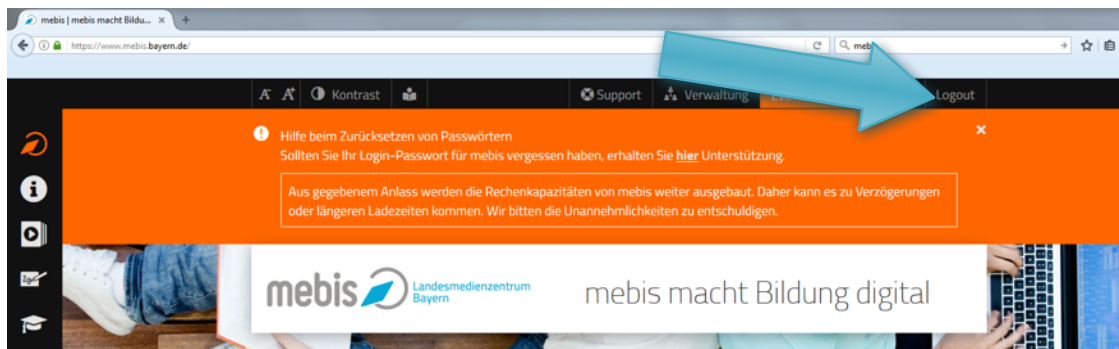 mebis | mebis macht Bildu...
https://www.mebis.bayern.de/
A- A+ Kontrast Support Verwaltung Logout
Hilfe beim Zurücksetzen von Passwörtern
Sollten Sie Ihr Login-Passwort für mebis vergessen haben, erhalten Sie hier Unterstützung.
Aus gegebenem Anlass werden die Rechenkapazitäten von mebis weiter ausgebaut. Daher kann es zu Verzögerungen
oder längeren Ladezeiten kommen. Wir bitten die Unannehmlichkeiten zu entschuldigen.
mebis Landesmedienzentrum
Bayern
mebis macht Bildung digital